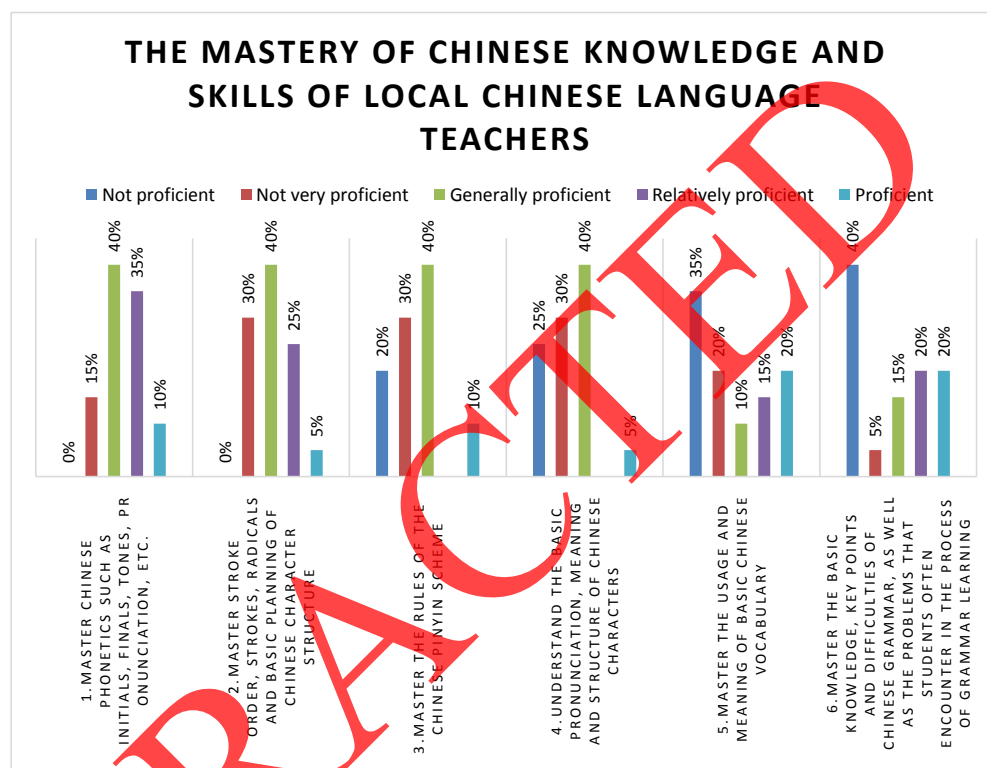 THE MASTERY OF CHINESE KNOWLEDGE AND
SKILLS OF LOCAL CHINESE LANGUAGE
TEACHERS
Not proficient Not very proficient Generally proficient Relatively proficient Proficient
0% 15% 40% 35% 10%
0% 30% 40% 25% 5%
20% 30% 40% 10%
25% 30% 40% 5%
35% 20% 10% 15% 20%
40% 5% 15% 20% 20%
1.MASTER CHINESE
PHONETICS SUCH AS
INITIALS, FINALS, TONES, PR
ONUNCIATION, ETC.
2.MASTER STROKE
ORDER, STROKES, RADICALS
AND BASIC PLANNING OF
CHINESE CHARACTER
STRUCTURE
3.MASTER THE RULES OF THE
CHINESE PINYIN SCHEME
4.UNDERSTAND THE BASIC
PRONUNCIATION, MEANING
AND STRUCTURE OF CHINESE
CHARACTERS
5.MASTER THE USAGE AND
MEANING OF BASIC CHINESE
VOCABULARY
6.MASTER THE BASIC
KNOWLEDGE, KEY POINTS
AND DIFFICULTIES OF
CHINESE GRAMMAR, AS WELL
AS THE PROBLEMS THAT
STUDENTS OFTEN
ENCOUNTER IN THE PROCESS
OF GRAMMAR LEARNING
RACTED